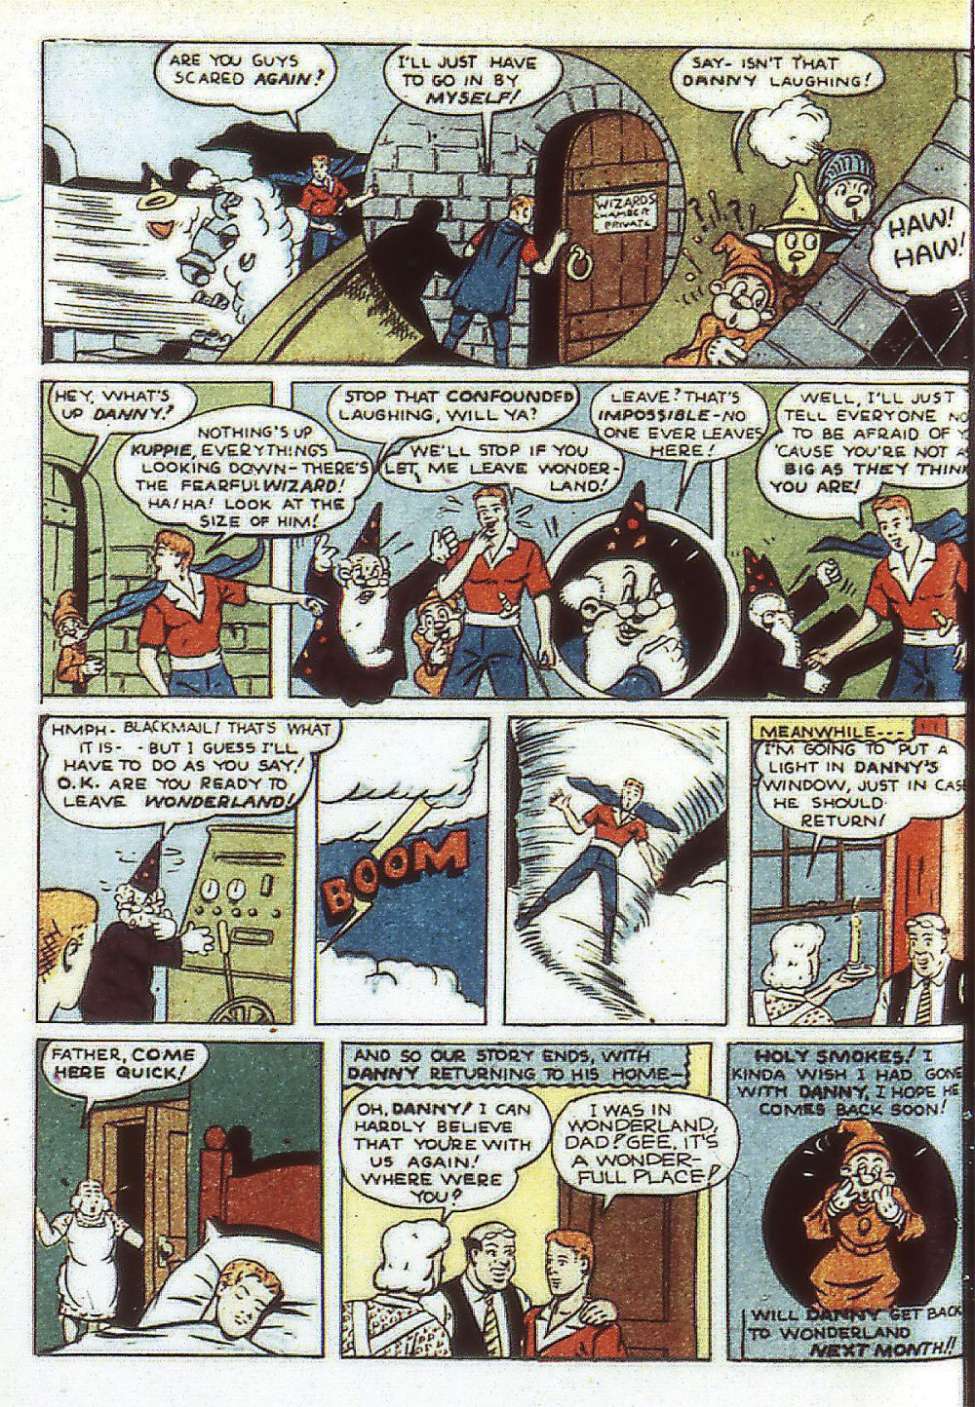 ARE YOU GUYS
SCARED AGAIN?
I'LL JUST HAVE
TO GO IN BY
MYSELF!
WIZARDS
CHAMBER
PRIVATE
SAY- ISN'T THAT
DANNY LAUGHING!
!?!?!
HAW!
HAW!
HEY, WHAT'S
UP DANNY?
NOTHING'S UP
KUPPIE, EVERYTHING'S
LOOKING DOWN- THERE'S
THE FEARFUL WIZARD!
HA! HA! LOOK AT THE
SIZE OF HIM!
STOP THAT CONFOUNDED
LAUGHING, WILL YA?
WE'LL STOP IF YOU
LET ME LEAVE WONDER-
LAND!
LEAVE? THAT'S
IMPOSSIBLE-NO
ONE EVER LEAVES
HERE!
WELL, I'LL JUST
TELL EVERYONE
TO BE AFRAID OF
'CAUSE YOU'RE NOT
BIG AS THEY THINK
YOU ARE!
HMPH- BLACKMAIL! THAT'S WHAT
IT IS- -BUT I GUESS I'LL
HAVE TO DO AS YOU SAY!
O.K. ARE YOU READY TO
LEAVE WONDERLAND!
BOOM
MEANWHILE---
I'M GOING TO PUT A
LIGHT IN DANNY'S
WINDOW, JUST IN CASE
HE SHOULD
RETURN!
FATHER, COME
HERE QUICK!
AND SO OUR STORY ENDS, WITH
DANNY RETURNING TO HIS HOME-
OH, DANNY! I CAN
HARDLY BELIEVE
THAT YOU'RE WITH
US AGAIN!
WHERE WERE
YOU?
I WAS IN
WONDERLAND,
DAD! GEE, IT'S
A WONDER-
FULL PLACE!
HOLY SMOKES! I
KINDA WISH I HAD GONE
WITH DANNY, I HOPE HE
COMES BACK SOON!
WILL DANNY GET BACK
TO WONDERLAND
NEXT MONTH!!